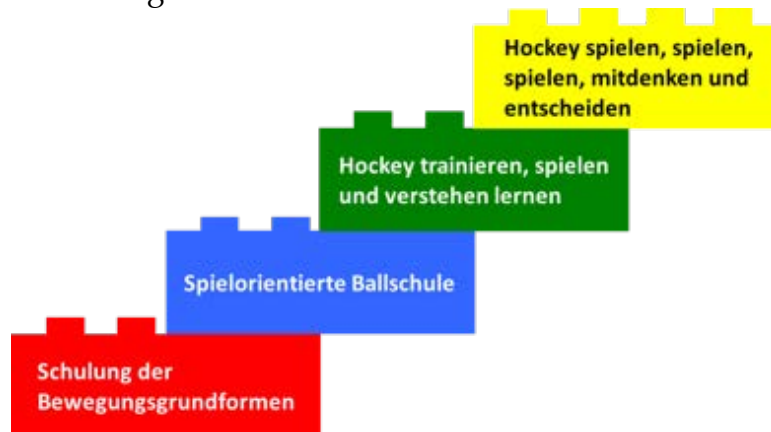 Hockey spielen, spielen,
spielen, mitdenken und
entscheiden
Hockey trainieren, spielen
und verstehen lernen
Spielorientierte Ballschule
Schulung der
Bewegungsgrundformen